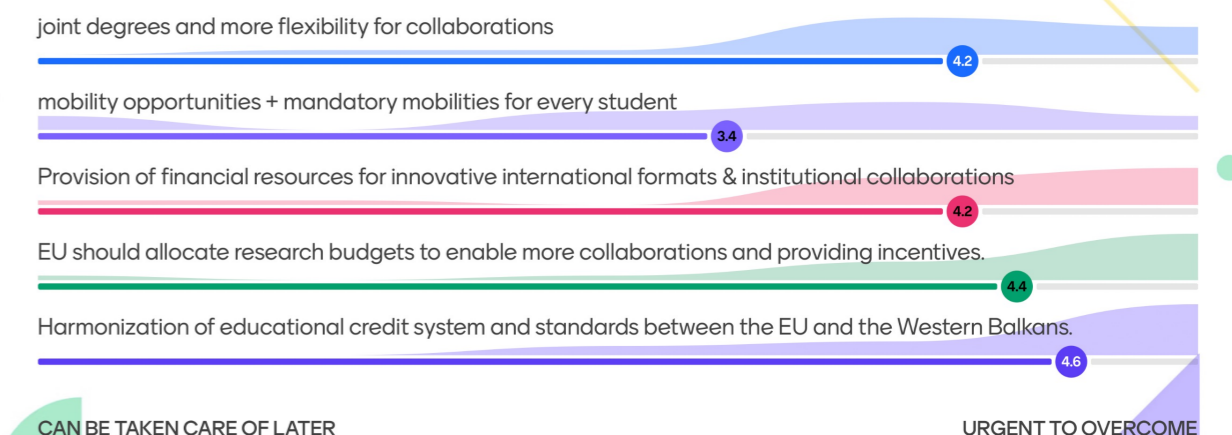 joint degrees and more flexibility for collaborations
4.2
mobility opportunities + mandatory mobilities for every student
3.4
Provision of financial resources for innovative international formats & institutional collaborations
4.2
EU should allocate research budgets to enable more collaborations and providing incentives.
4.4
Harmonization of educational credit system and standards between the EU and the Western Balkans.
4.6
CAN BE TAKEN CARE OF LATER
URGENT TO OVERCOME